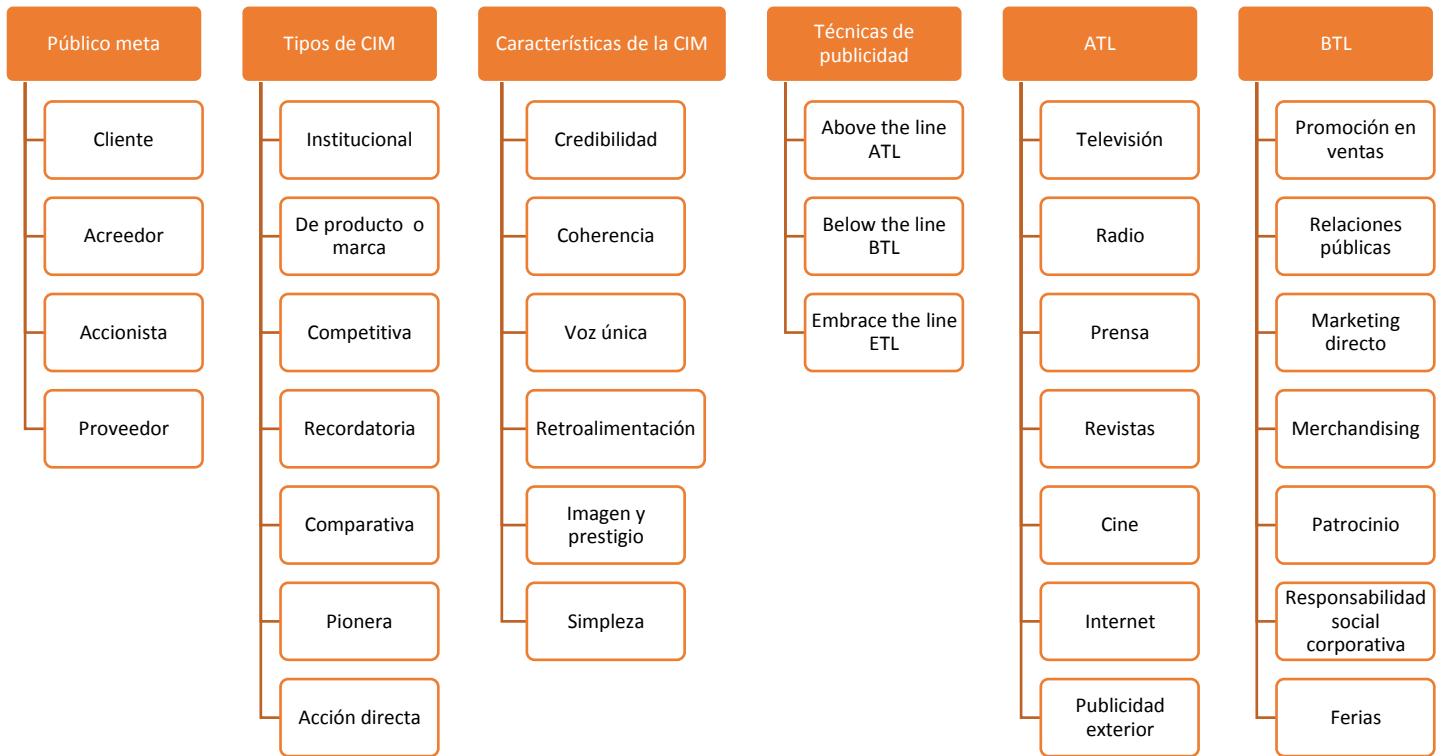 Público meta
Cliente
Acreedor
Accionista
Proveedor
Tipos de CIM
Institucional
De producto o
marca
Competitiva
Recordatoria
Comparativa
Pionera
Acción directa
Característícas de la CIM
Credibilidad
Coherencia
Voz única
Retroalimentación
Imagen y
prestigio
Simpleza
Técnicas de
publicidad
Above the line
ATL
Below the line
BTL
Embrace the line
ETL
ATL
Televisión
Radio
Prensa
Revistas
Cine
Internet
Publicidad
exterior
BTL
Promoción en
ventas
Relaciones
públicas
Marketing
directo
Merchandising
Patrocinio
Responsabilidad
social
corporativa
Ferias